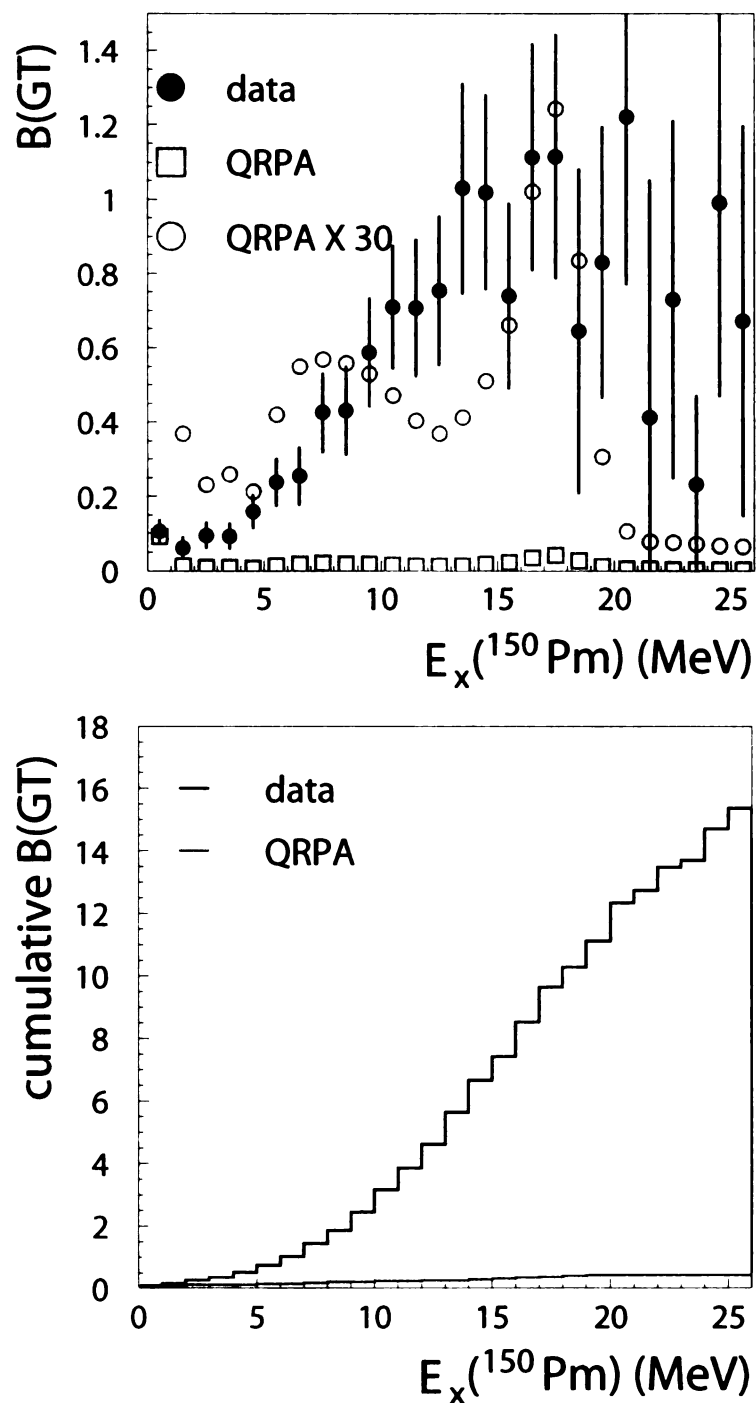 B(GT)
1.4
1.2
1
0.8
0.6
0.4
0.2
0
data
QRPA
QRPA X 30
0 5 10 15 20 25
Eₓ(¹⁵⁰Pm) (MeV)
cumulative B(GT)
18
16
14
12
10
8
6
4
2
0
data
QRPA
0 5 10 15 20 25
Eₓ(¹⁵⁰Pm) (MeV)